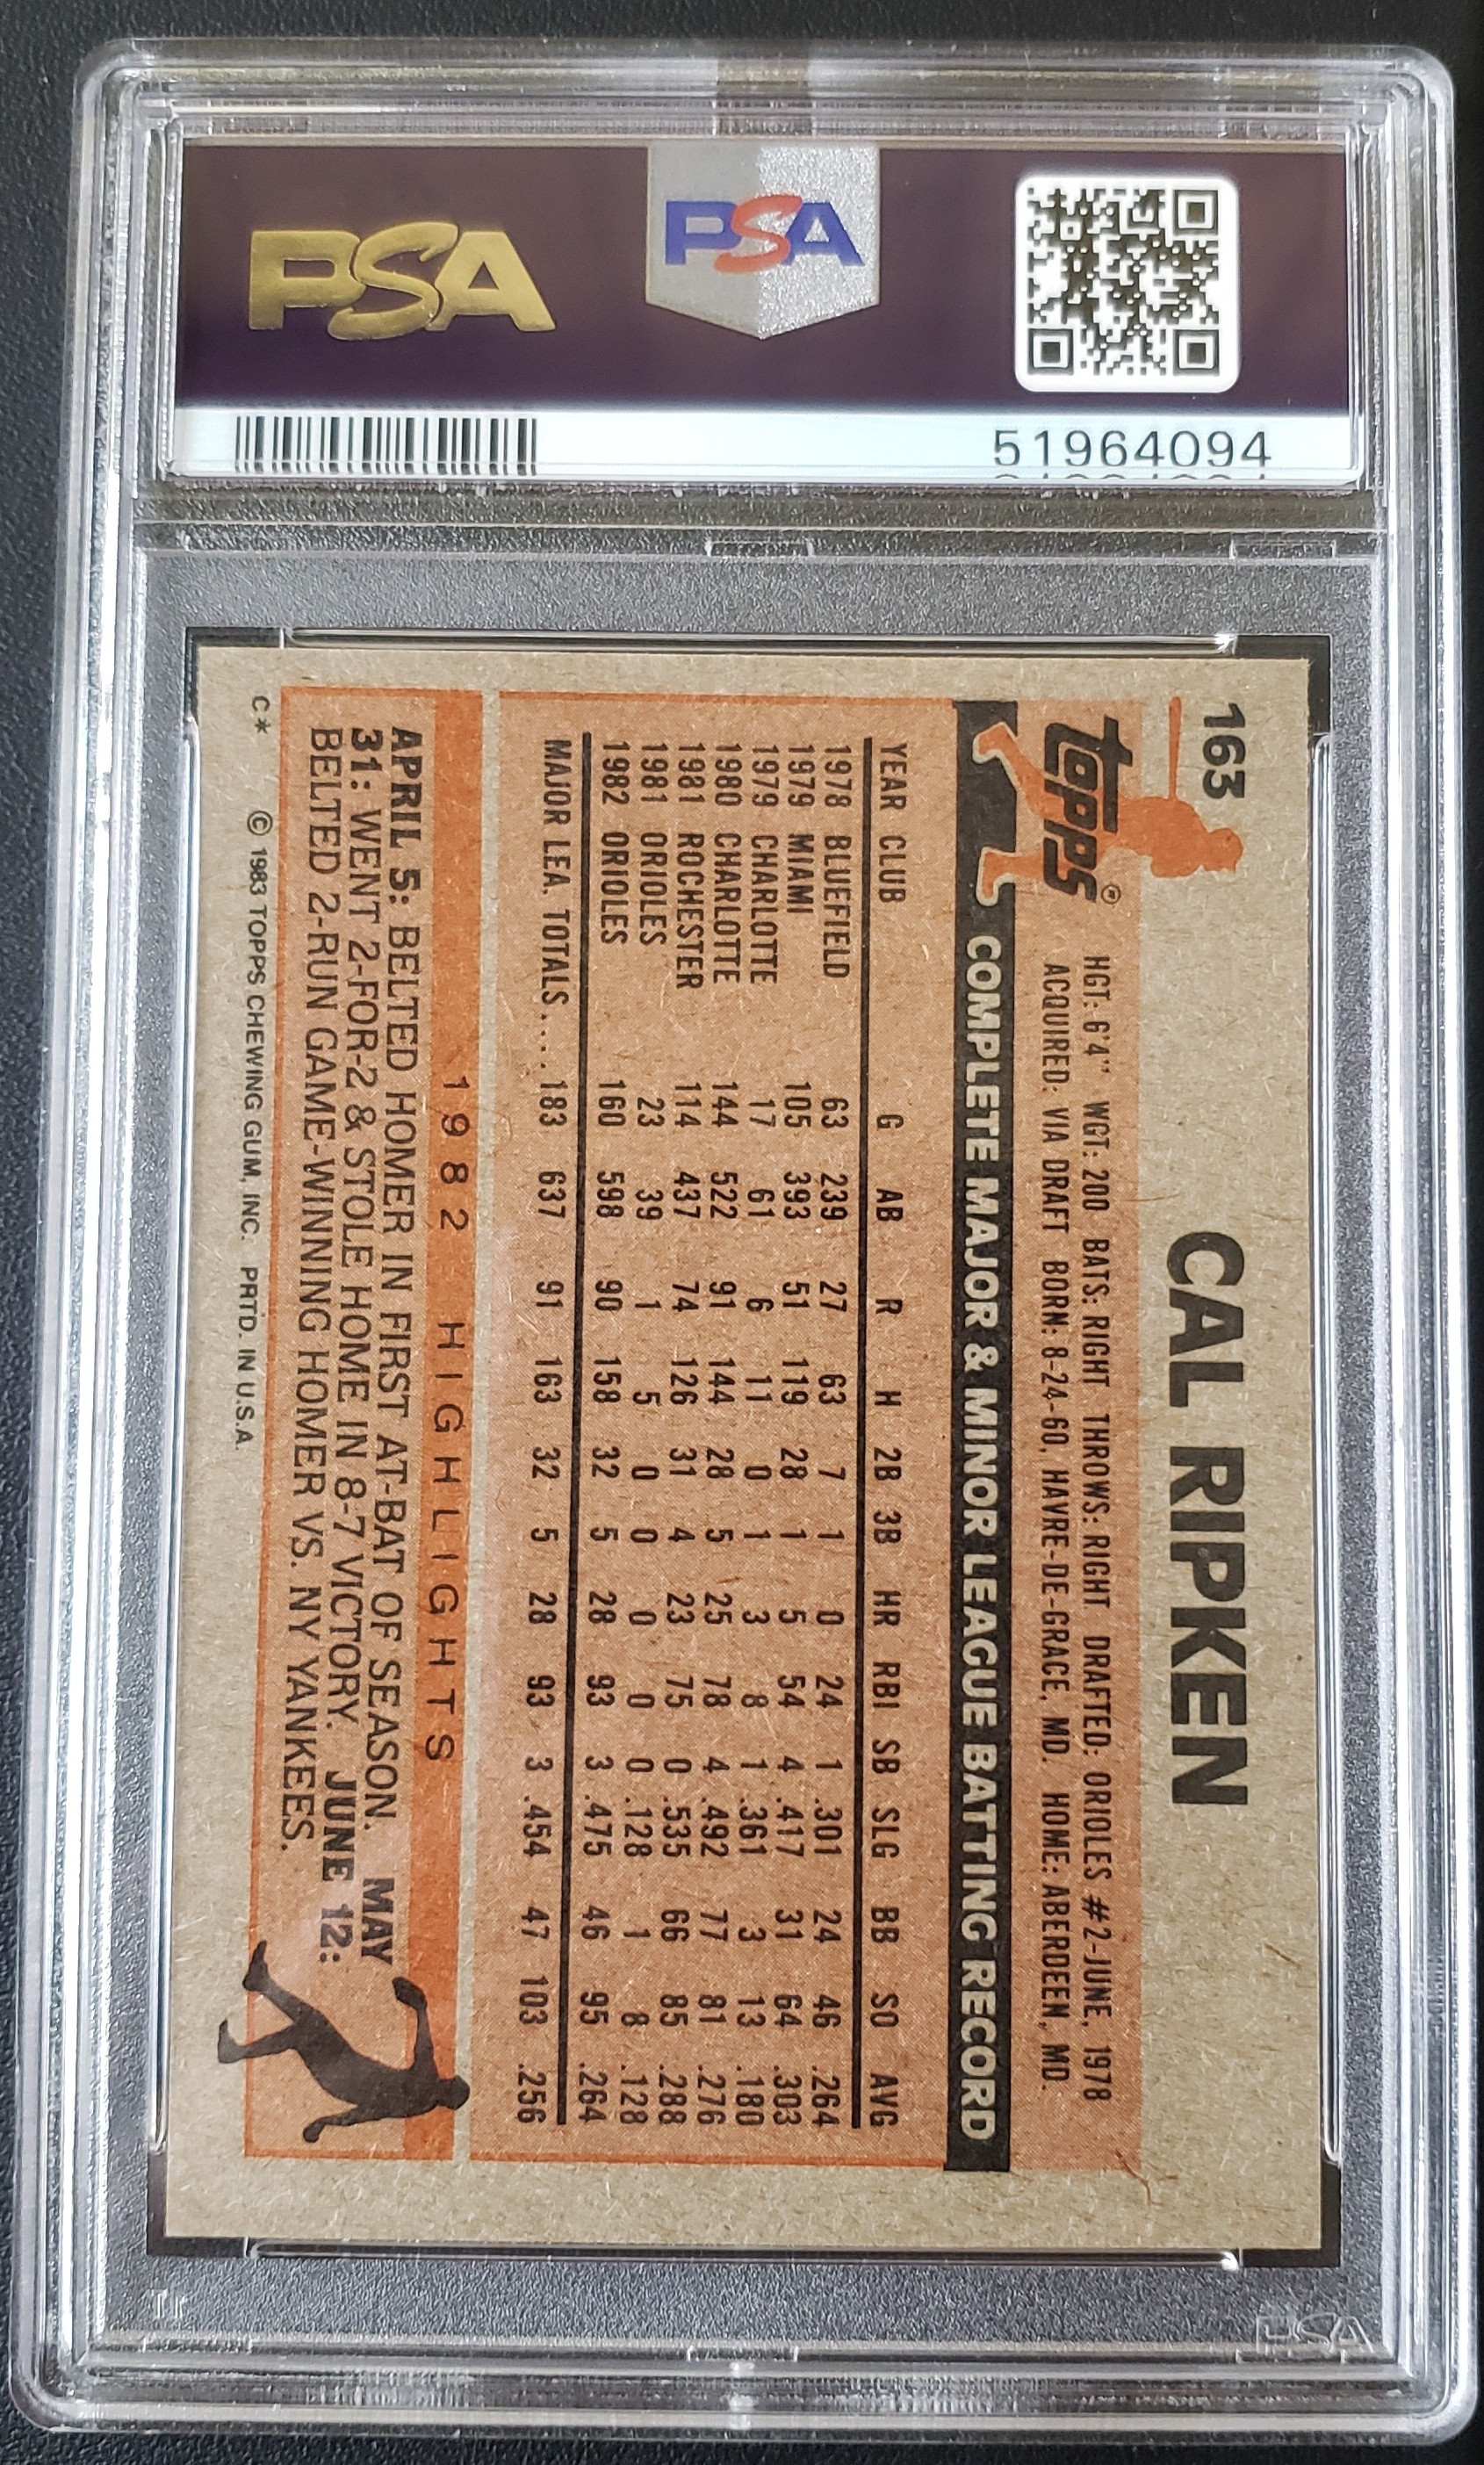 PSA
PSA
51964094
163
CAL RIPKEN
topps®
HGT: 6'4" WGT: 200 BATS: RIGHT THROWS: RIGHT DRAFTED: ORIOLES #2-JUNE, 1978
ACQUIRED: VIA DRAFT BORN: 8-24-60, HAVRE-DE-GRACE, MD. HOME: ABERDEEN, MD.
COMPLETE MAJOR & MINOR LEAGUE BATTING RECORD
YEAR CLUB G AB R H 2B 3B HR RBI SB SLG BB SO AVG
1978 BLUEFIELD 63 239 27 63 7 1 0 24 1 .301 24 46 .264
1979 MIAMI 105 393 51 119 28 1 5 54 4 .417 31 64 .303
1979 CHARLOTTE 17 61 6 11 0 1 3 8 1 .361 3 13 .180
1980 CHARLOTTE 144 522 91 144 28 5 25 78 4 .492 77 81 .276
1981 ROCHESTER 114 437 74 126 31 4 23 75 0 .535 66 85 .288
1981 ORIOLES 23 39 1 5 0 0 0 0 0 .128 1 8 .128
1982 ORIOLES 160 598 90 158 32 5 28 93 3 .475 46 95 .264
MAJOR LEA. TOTALS.... 183 637 91 163 32 5 28 93 3 .454 47 103 .256
1982 HIGHLIGHTS
APRIL 5: BELTED HOMER IN FIRST AT-BAT OF SEASON. MAY
31: WENT 2-FOR-2 & STOLE HOME IN 8-7 VICTORY. JUNE 12:
BELTED 2-RUN GAME-WINNING HOMER VS. NY YANKEES.
C* © 1983 TOPPS CHEWING GUM, INC. PRTD. IN U.S.A.
PSA